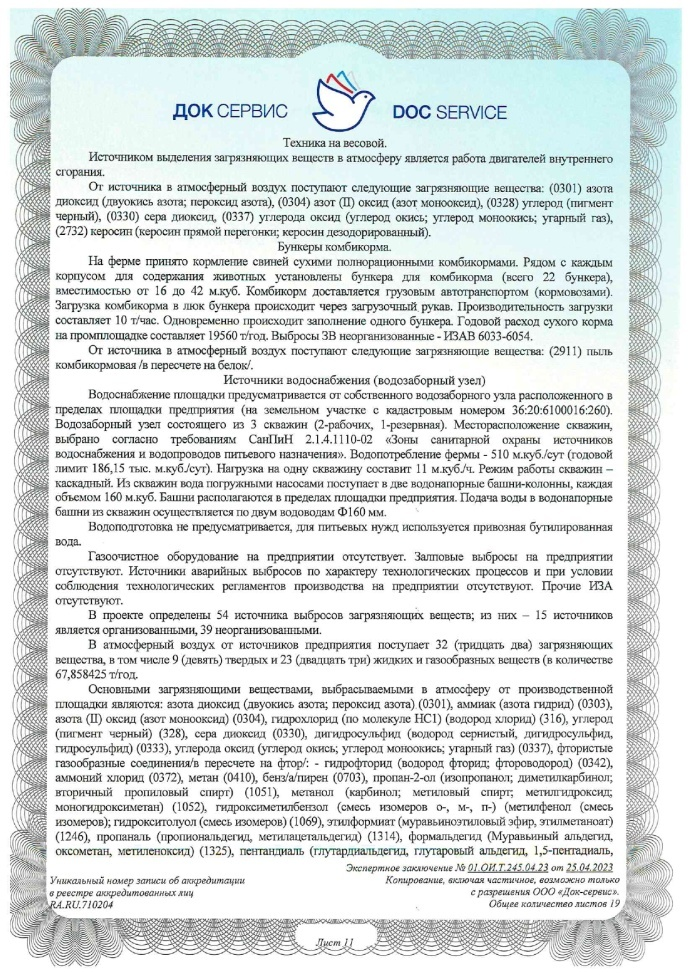 ДОК СЕРВИС
DOC SERVICE
Техника на весовой.
Источником выделения загрязняющих веществ в атмосферу является работа двигателей внутреннего
сгорания.
От источника в атмосферный воздух поступают следующие загрязняющие вещества: (0301) азота
диоксид (двуокись азота; пероксид азота), (0304) азот (II) оксид (азот монооксид), (0328) углерод (пигмент
черный), (0330) сера диоксид, (0337) углерода оксид (углерод окись; углерод моноокись; угарный газ),
(2732) керосин (керосин прямой перегонки; керосин дезодорированный).
Бункеры комбикорма.
На ферме принято кормление свиней сухими полнорационными комбикормами. Рядом с каждым
корпусом для содержания животных установлены бункера для комбикорма (всего 22 бункера),
вместимостью от 16 до 42 м.куб. Комбикорм доставляется грузовым автотранспортом (кормовозами).
Загрузка комбикорма в люк бункера происходит через загрузочный рукав. Производительность загрузки
составляет 10 т/час. Одновременно происходит заполнение одного бункера. Годовой расход сухого корма
на промплощадке составляет 19560 т/год. Выбросы ЗВ неорганизованные - ИЗАВ 6033-6054.
От источника в атмосферный воздух поступают следующие загрязняющие вещества: (2911) пыль
комбикормовая /в пересчете на белок/.
Источники водоснабжения (водозаборный узел)
Водоснабжение площадки предусматривается от собственного водозаборного узла расположенного в
пределах площадки предприятия (на земельном участке с кадастровым номером 36:20:6100016:260).
Водозаборный узел состоящего из 3 скважин (2-рабочих, 1-резервная). Месторасположение скважин,
выбрано согласно требованиям СанПиН 2.1.4.1110-02 «Зоны санитарной охраны источников
водоснабжения и водопроводов питьевого назначения». Водопотребление фермы - 510 м.куб./сут (годовой
лимит 186,15 тыс. м.куб./сут). Нагрузка на одну скважину составит 11 м.куб./ч. Режим работы скважин –
каскадный. Из скважин вода погружными насосами поступает в две водонапорные башни-колонны, каждая
объемом 160 м.куб. Башни располагаются в пределах площадки предприятия. Подача воды в водонапорные
башни из скважин осуществляется по двум водоводам Ф160 мм.
Водоподготовка не предусматривается, для питьевых нужд используется привозная бутилированная
вода.
Газоочистное оборудование на предприятии отсутствует. Залповые выбросы на предприятии
отсутствуют. Источники аварийных выбросов по характеру технологических процессов и при условии
соблюдения технологических регламентов производства на предприятии отсутствуют. Прочие ИЗА
отсутствуют.
В проекте определены 54 источника выбросов загрязняющих веществ; из них – 15 источников
является организованными, 39 неорганизованными.
В атмосферный воздух от источников предприятия поступает 32 (тридцать два) загрязняющих
вещества, в том числе 9 (девять) твердых и 23 (двадцать три) жидких и газообразных веществ (в количестве
67,858425 т/год.
Основными загрязняющими веществами, выбрасываемыми в атмосферу от производственной
площадки являются: азота диоксид (двуокись азота; пероксид азота) (0301), аммиак (азота гидрид) (0303),
азота (II) оксид (азот монооксид) (0304), гидрохлорид (по молекуле HC1) (водород хлорид) (316), углерод
(пигмент черный) (328), сера диоксид (0330), дигидросульфид (водород сернистый, дигидросульфид,
гидросульфид) (0333), углерода оксид (углерод окись; углерод моноокись; угарный газ) (0337), фтористые
газообразные соединения/в пересчете на фтор/: - гидрофторид (водород фторид; фтороводород) (0342),
аммоний хлорид (0372), метан (0410), бенз/а/пирен (0703), пропан-2-ол (изопропанол; диметилкарбинол;
вторичный пропиловый спирт) (1051), метанол (карбинол; метиловый спирт; метилгидроксид;
моногидроксиметан) (1052), гидроксиметилбензол (смесь изомеров о-, м-, п-) (метилфенол (смесь
изомеров); гидрокситолуол (смесь изомеров) (1069), этилформиат (муравьиноэтиловый эфир, этилметаноат)
(1246), пропаналь (пропиональдегид, метилацетальдегид) (1314), формальдегид (Муравьиный альдегид,
оксометан, метиленоксид) (1325), пентандиаль (глутардиальдегид, глутаровый альдегид, 1,5-пентадиаль,
Экспертное заключение № 01.ОИ.Т.245.04.23 от 25.04.2023
Уникальный номер записи об аккредитации
в реестре аккредитованных лиц
RA.RU.710204
Копирование, включая частичное, возможно только
с разрешения ООО «Док-сервис».
Общее количество листов 19
Лист 11